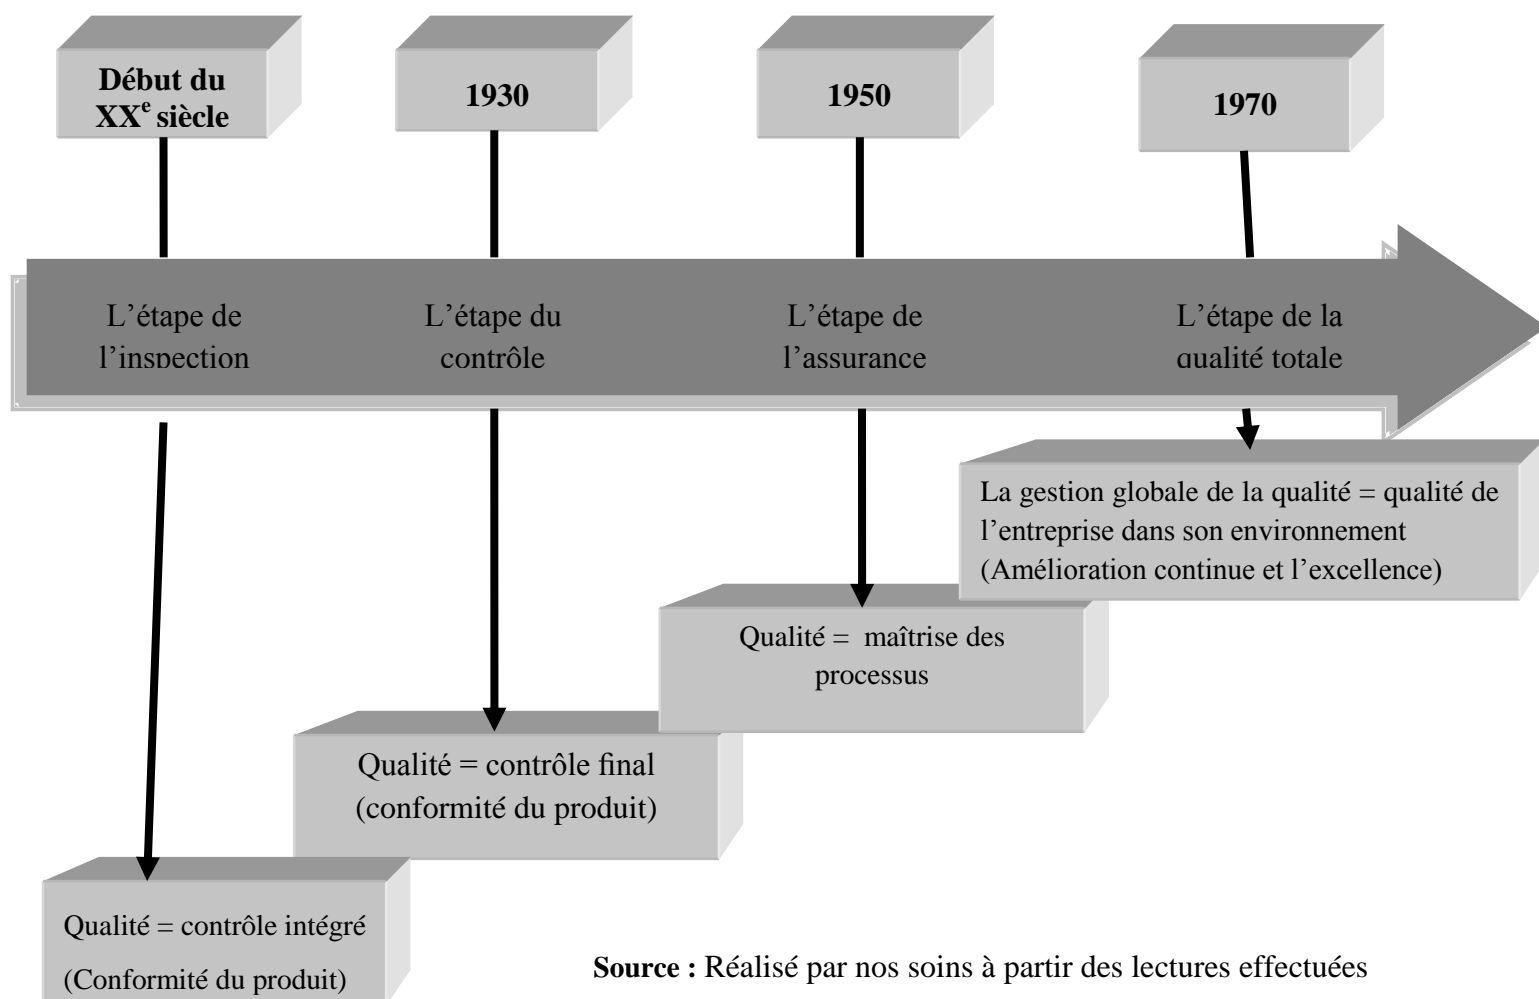 Début du
XXe siècle
1930
1950
1970
L’étape de
l’inspection
L’étape du
contrôle
L’étape de
l’assurance
L’étape de la
qualité totale
La gestion globale de la qualité = qualité de
l’entreprise dans son environnement
(Amélioration continue et l’excellence)
Qualité = maîtrise des
processus
Qualité = contrôle final
(conformité du produit)
Qualité = contrôle intégré
(Conformité du produit)
Source : Réalisé par nos soins à partir des lectures effectuées